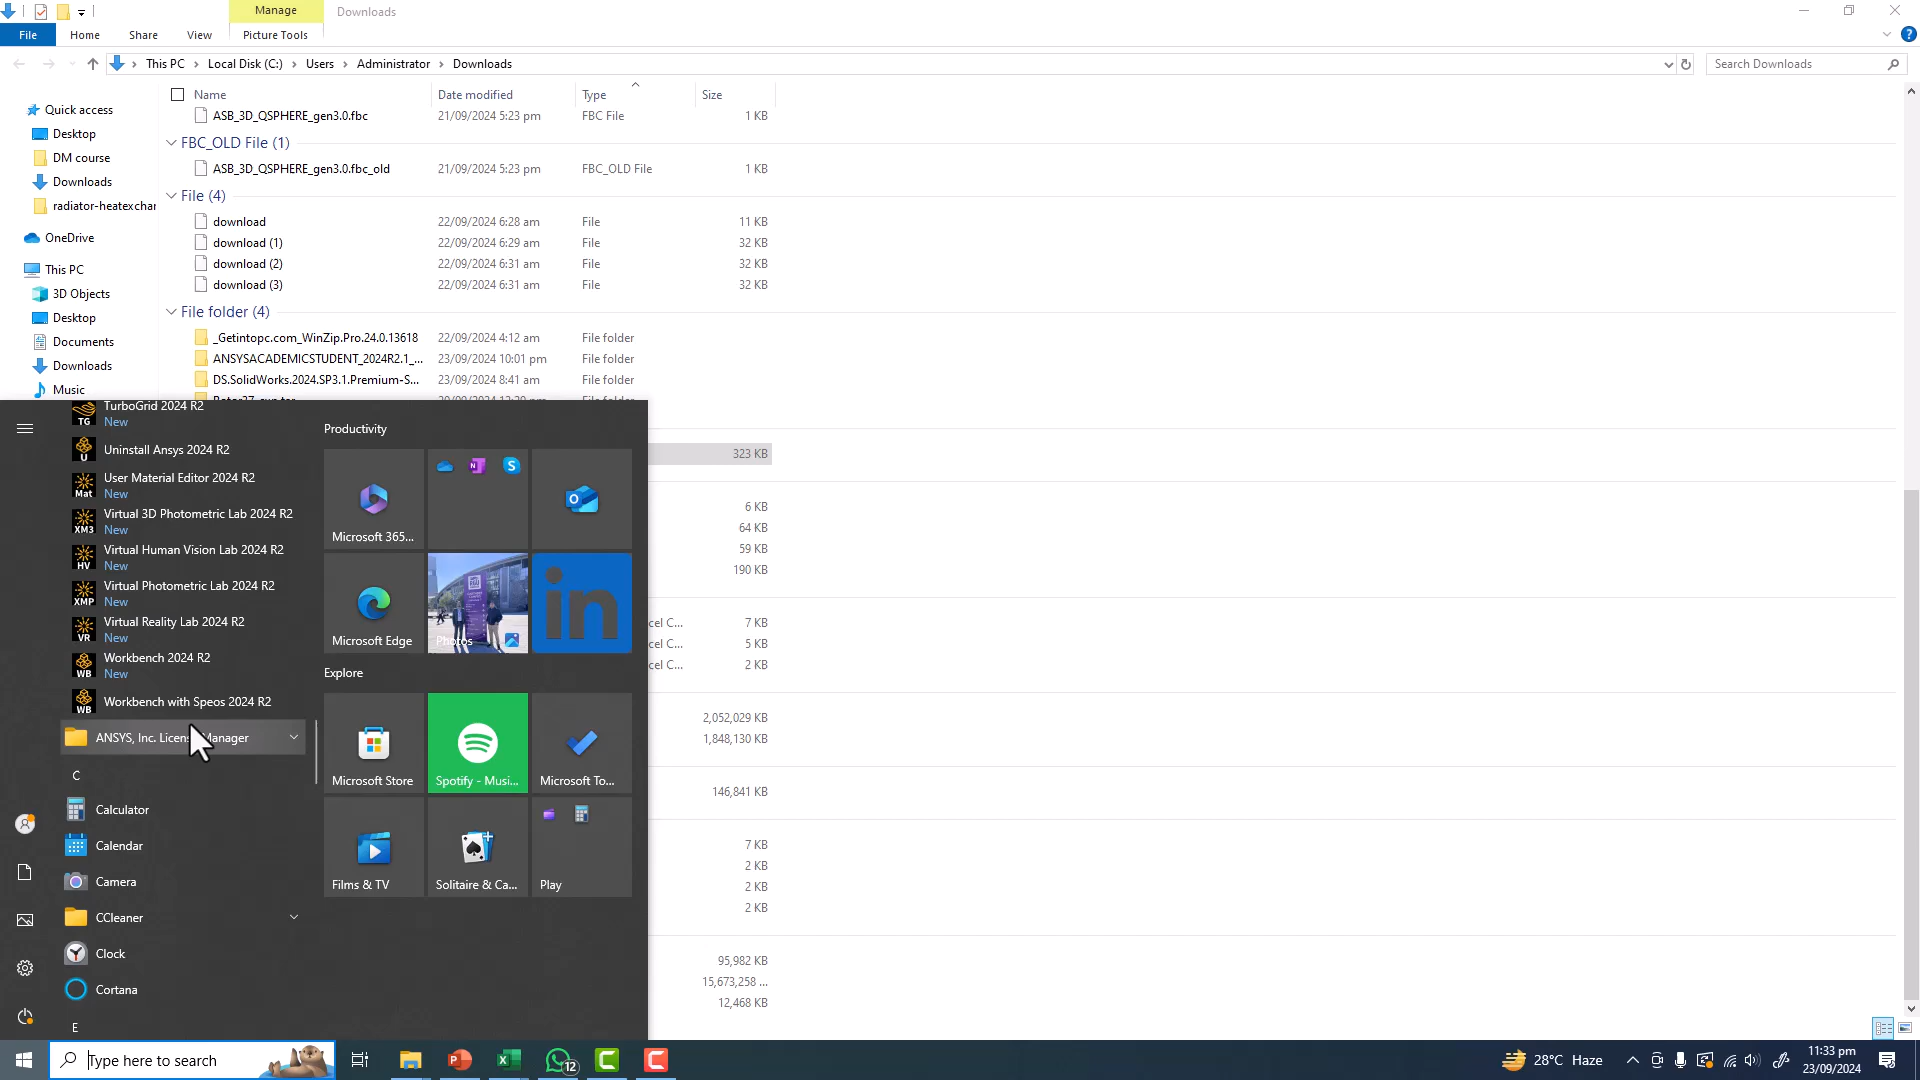 Manage
Downloads
File
Home
Share
View
Picture Tools
This PC
Local Disk (C:)
Users
Administrator
Downloads
Search Downloads
Name
Date modified
Type
Size
Quick access
Desktop
DM course
Downloads
radiator-heatexchar
OneDrive
This PC
3D Objects
Desktop
Documents
Downloads
Music
ASB_3D_QSPHERE_gen3.0.fbc 21/09/2024 5:23 pm FBC File 1 KB
FBC_OLD File (1)
ASB_3D_QSPHERE_gen3.0.fbc_old 21/09/2024 5:23 pm FBC_OLD File 1 KB
File (4)
download 22/09/2024 6:28 am File 11 KB
download (1) 22/09/2024 6:29 am File 32 KB
download (2) 22/09/2024 6:31 am File 32 KB
download (3) 22/09/2024 6:31 am File 32 KB
File folder (4)
_Getintopc.com_WinZip.Pro.24.0.13618 22/09/2024 4:12 am File folder
ANSYSACADEMICSTUDENT_2024R2.1_... 23/09/2024 10:01 pm File folder
DS.SolidWorks.2024.SP3.1.Premium-S... 23/09/2024 8:41 am File folder
323 KB
6 KB
64 KB
59 KB
190 KB
cel C... 7 KB
cel C... 5 KB
cel C... 2 KB
2,052,029 KB
1,848,130 KB
146,841 KB
7 KB
2 KB
2 KB
2 KB
95,982 KB
15,673,258 ...
12,468 KB
TG
TurboGrid 2024 R2
New
U
Uninstall Ansys 2024 R2
Mat
User Material Editor 2024 R2
New
XM3
Virtual 3D Photometric Lab 2024 R2
New
HV
Virtual Human Vision Lab 2024 R2
New
XMP
Virtual Photometric Lab 2024 R2
New
VR
Virtual Reality Lab 2024 R2
New
WB
Workbench 2024 R2
New
WB
Workbench with Speos 2024 R2
ANSYS, Inc. License Manager
C
Calculator
Calendar
Camera
CCleaner
Clock
Cortana
E
Productivity
Microsoft 365...
Microsoft Edge
Photos
in
Explore
Microsoft Store
Spotify - Musi...
Microsoft To...
Films & TV
Solitaire & Ca...
Play
Type here to search
12
28°C Haze
11:33 pm
23/09/2024